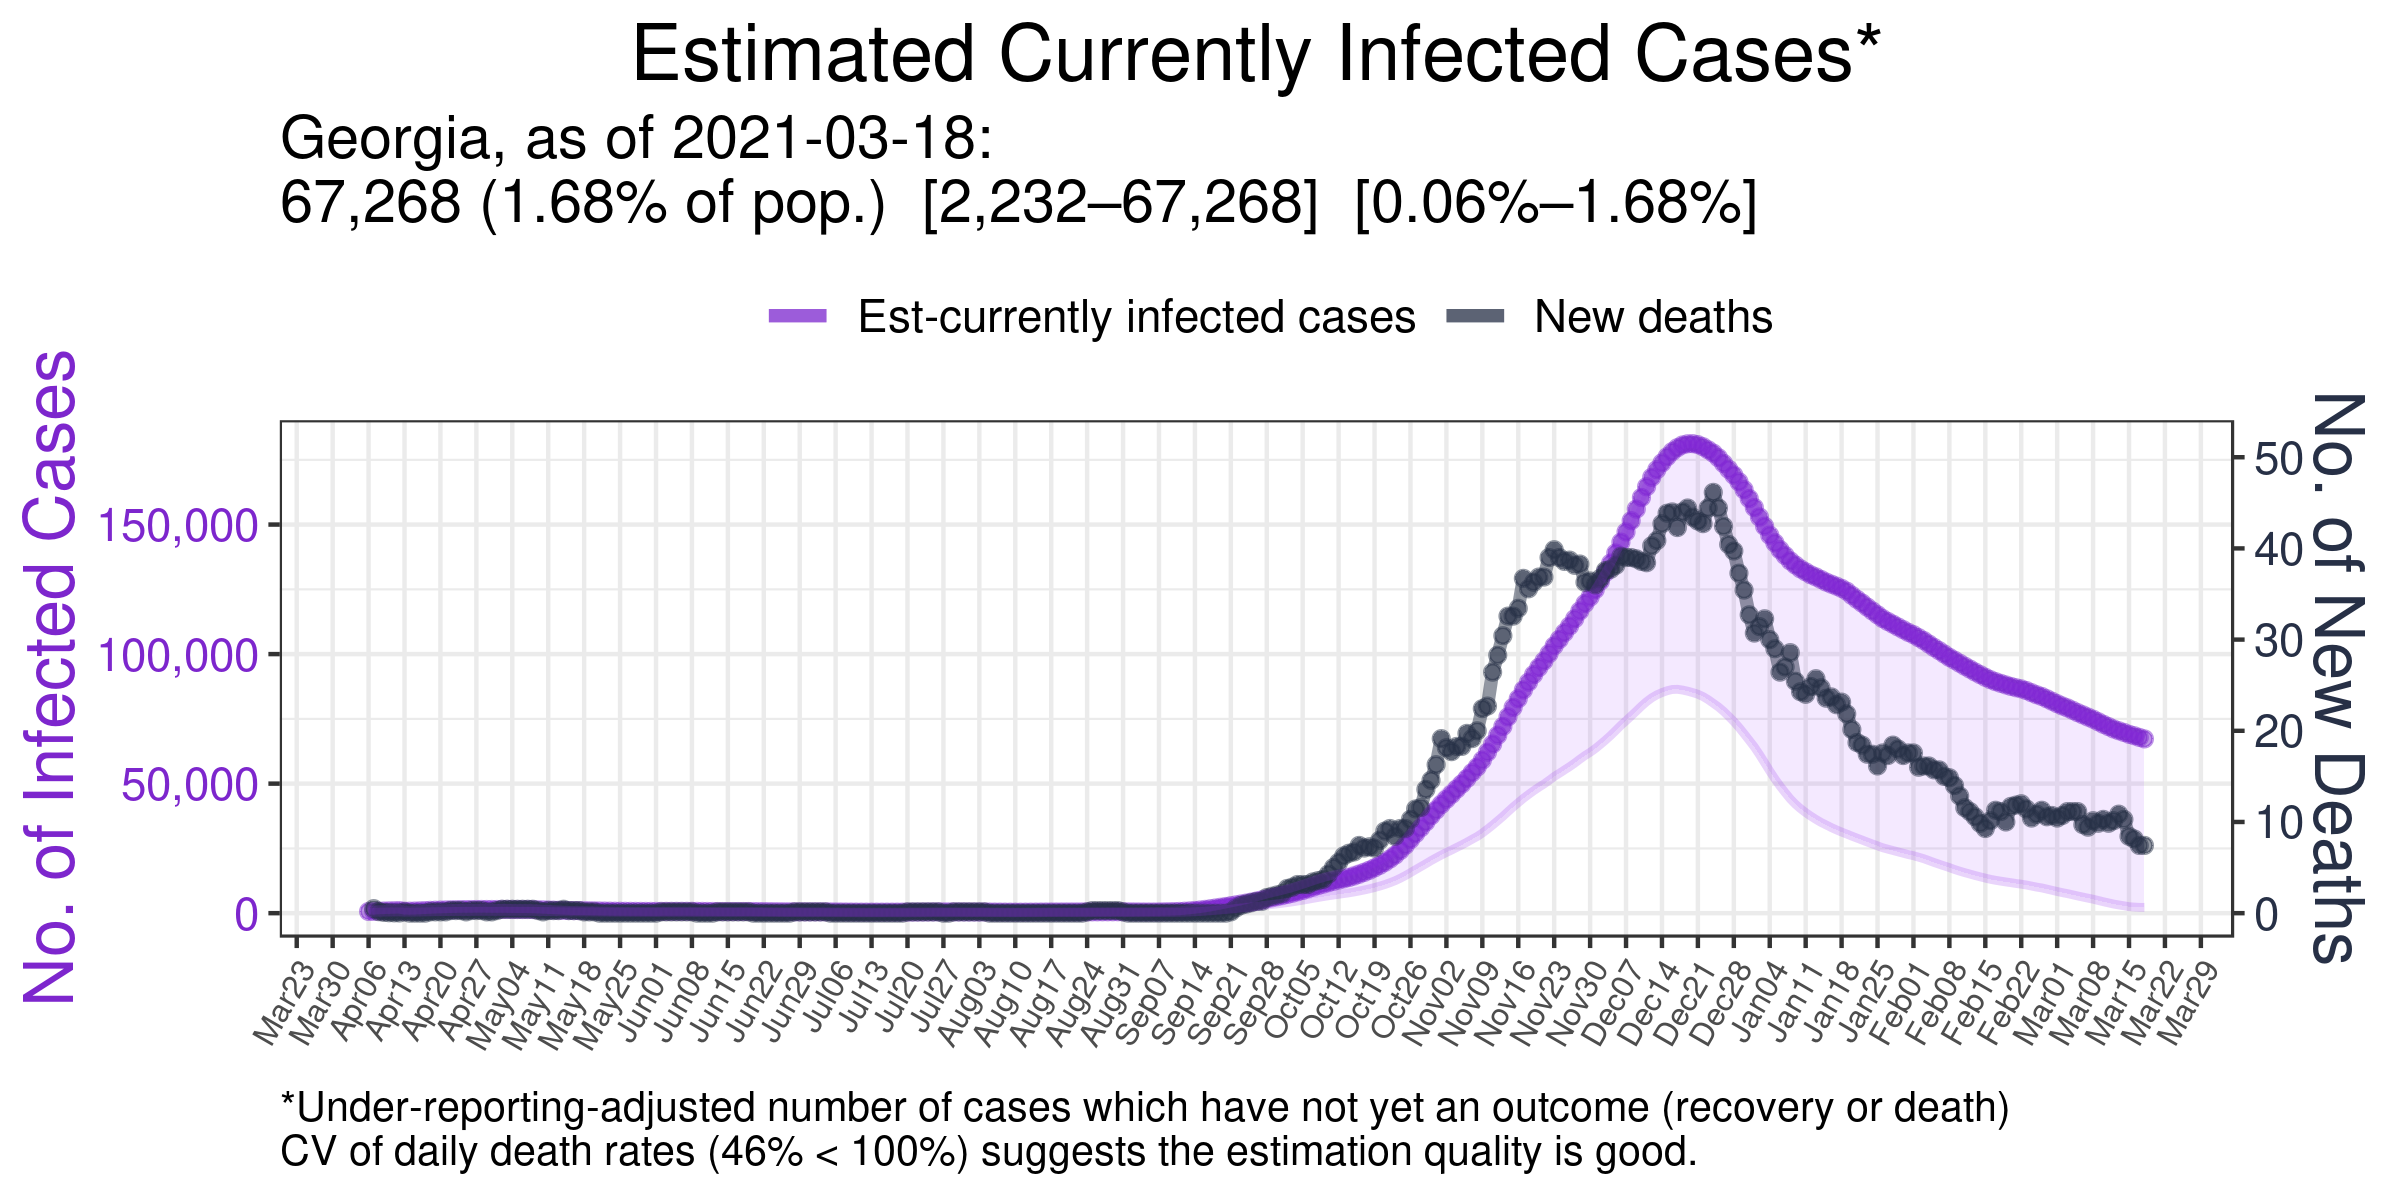 Estimated Currently Infected Cases*
Georgia, as of 2021-03-18:
67,268 (1.68% of pop.) [2,232–67,268] [0.06%–1.68%]
Est-currently infected cases
New deaths
No. of Infected Cases
150,000
100,000
50,000
0
50
40
30
20
10
0
No. of New Deaths
Mar23
Mar30
Apr06
Apr13
Apr20
Apr27
May04
May11
May18
May25
Jun01
Jun08
Jun15
Jun22
Jun29
Jul06
Jul13
Jul20
Jul27
Aug03
Aug10
Aug17
Aug24
Aug31
Sep07
Sep14
Sep21
Sep28
Oct05
Oct12
Oct19
Oct26
Nov02
Nov09
Nov16
Nov23
Nov30
Dec07
Dec14
Dec21
Dec28
Jan04
Jan11
Jan18
Jan25
Feb01
Feb08
Feb15
Feb22
Mar01
Mar08
Mar15
Mar22
Mar29
*Under-reporting-adjusted number of cases which have not yet an outcome (recovery or death)
CV of daily death rates (46% < 100%) suggests the estimation quality is good.